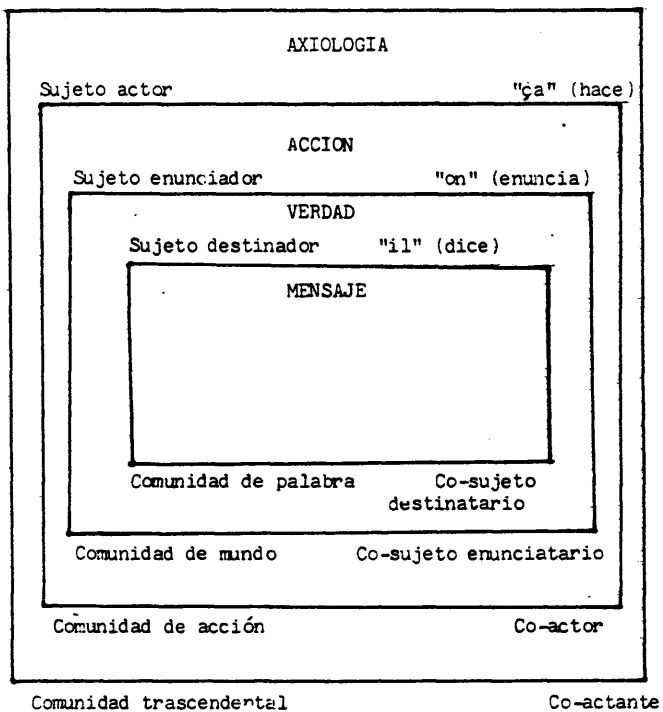 AXIOLOGIA
Sujeto actor "ça" (hace)
ACCION
Sujeto enunciador "on" (enuncia)
VERDAD
Sujeto destinador "il" (dice)
MENSAJE
Comunidad de palabra Co-sujeto
destinatario
Comunidad de mundo Co-sujeto enunciatario
Comunidad de acción Co-actor
Comunidad trascendental Co-actante